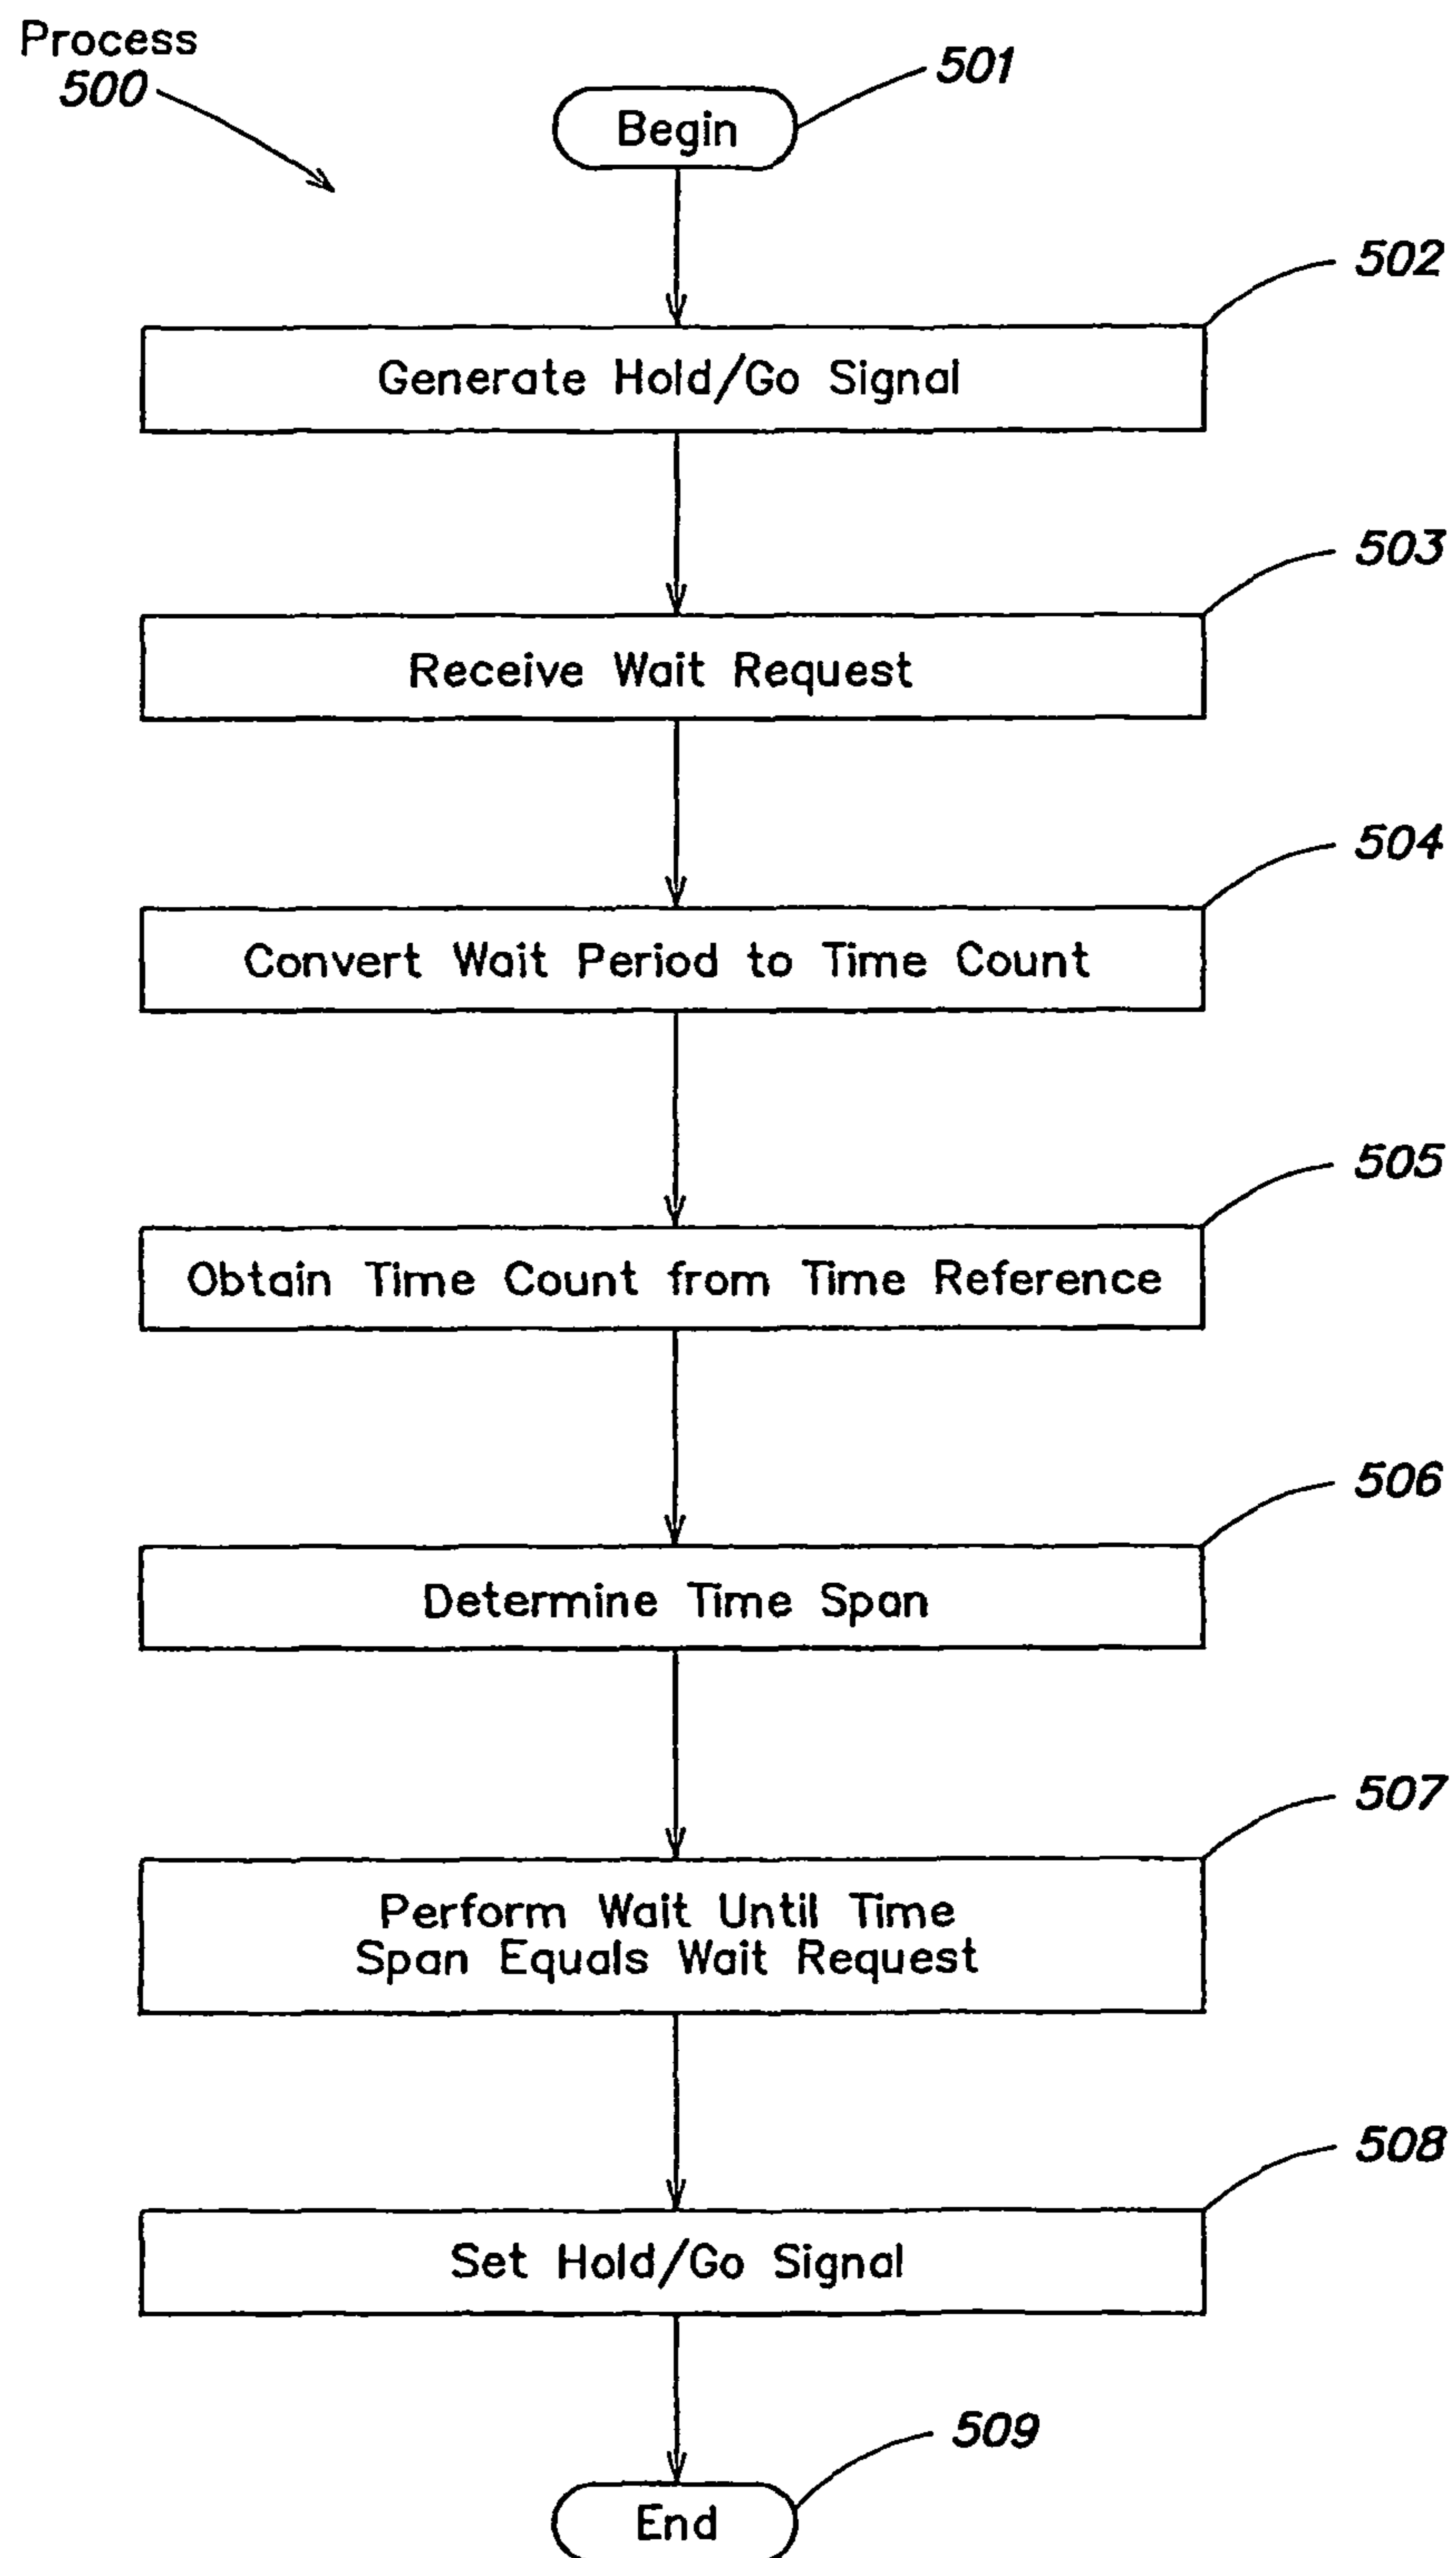 Process
500
501
Begin
502
Generate Hold/Go Signal
503
Receive Wait Request
504
Convert Wait Period to Time Count
505
Obtain Time Count from Time Reference
506
Determine Time Span
507
Perform Wait Until Time
Span Equals Wait Request
508
Set Hold/Go Signal
509
End